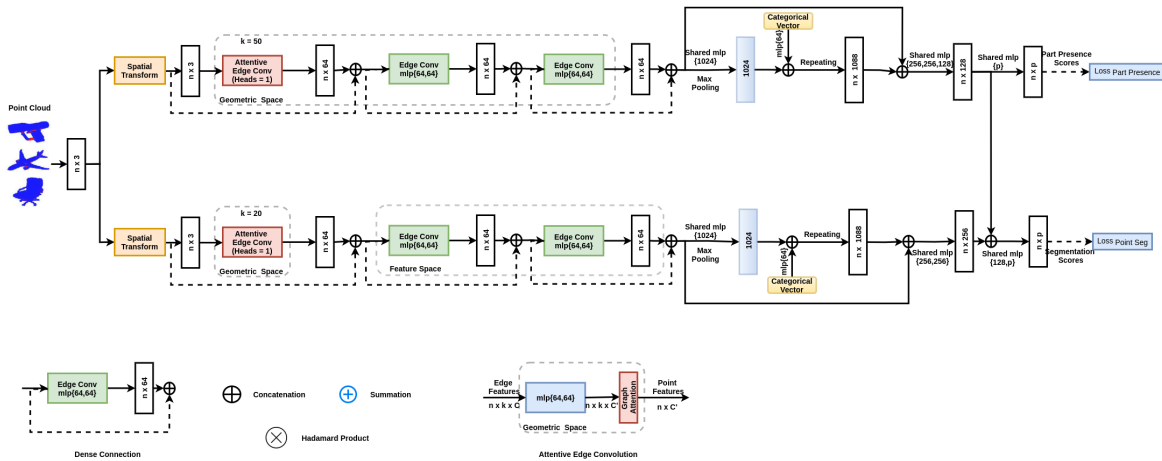 Point Cloud
n x 3
Spatial
Transform
n x 3
k = 50
Attentive
Edge Conv
(Heads = 1)
Geometric Space
n x 64
Edge Conv
mlp{64,64}
n x 64
Edge Conv
mlp{64,64}
n x 64
Shared mlp
{1024}
Max
Pooling
1024
Categorical
Vector
mlp{64}
Repeating
n x 1088
Shared mlp
{256,256,128}
n x 128
Shared mlp
{p}
n x p
Part Presence
Scores
Loss Part Presence
Spatial
Transform
n x 3
k = 20
Attentive
Edge Conv
(Heads = 1)
Geometric Space
n x 64
Edge Conv
mlp{64,64}
n x 64
Edge Conv
mlp{64,64}
Feature Space
n x 64
Shared mlp
{1024}
Max
Pooling
1024
mlp{64}
Categorical
Vector
Repeating
n x 1088
Shared mlp
{256,256}
n x 256
Shared mlp
{128,p}
n x p
Segmentation
Scores
Loss Point Seg
Edge Conv
mlp{64,64}
n x 64
Dense Connection
Concatenation
Summation
Hadamard Product
Edge
Features
n x k x C
mlp{64,64}
n x k x C'
Graph
Attention
Geometric Space
Point
Features
n x C'
Attentive Edge Convolution